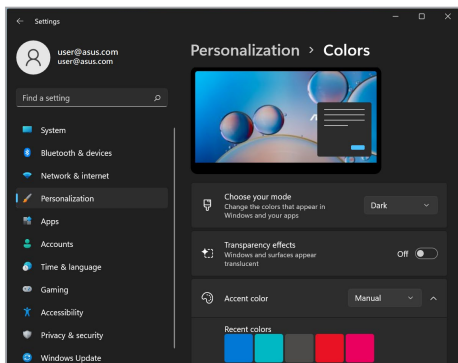 Settings
user@asus.com
user@asus.com
Find a setting
System
Bluetooth & devices
Network & internet
Personalization
Apps
Accounts
Time & language
Gaming
Accessibility
Privacy & security
Windows Update
Personalization › Colors
Choose your mode
Change the colors that appear in
Windows and your apps
Dark
Transparency effects
Windows and surfaces appear
translucent
Off
Accent color
Manual
Recent colors